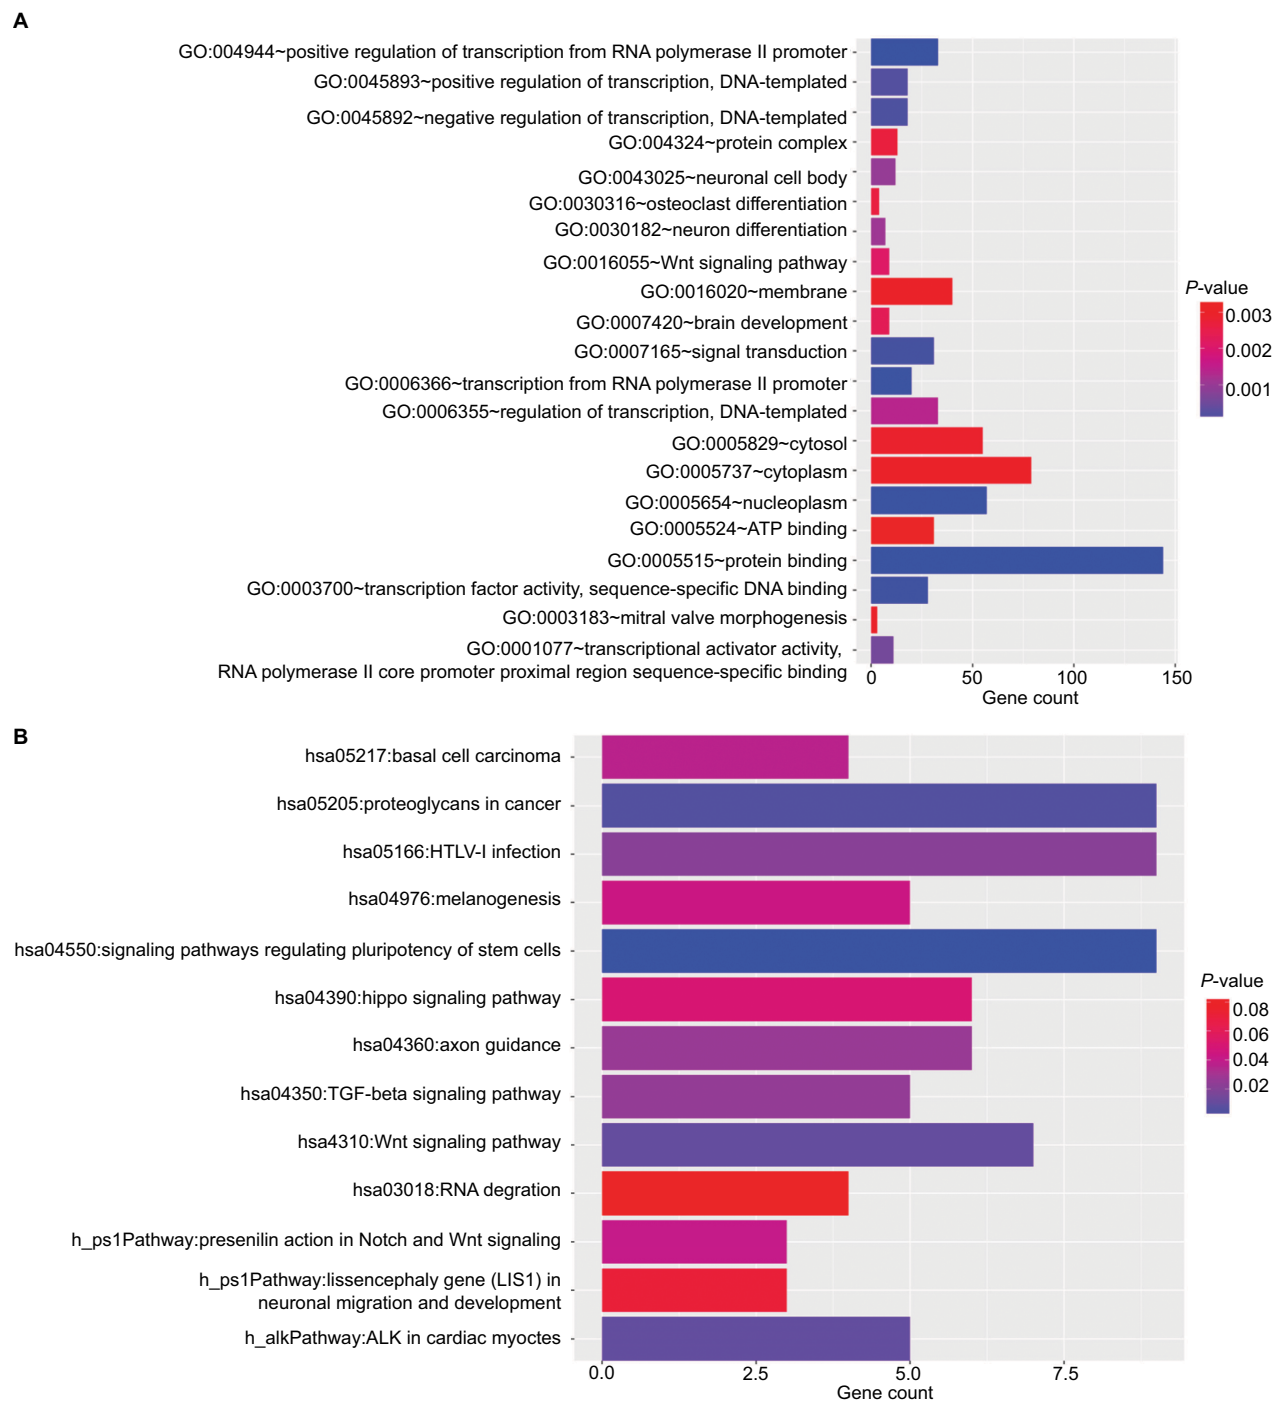 A
GO:004944~positive regulation of transcription from RNA polymerase II promoter
GO:0045893~positive regulation of transcription, DNA-templated
GO:0045892~negative regulation of transcription, DNA-templated
GO:004324~protein complex
GO:0043025~neuronal cell body
GO:0030316~osteoclast differentiation
GO:0030182~neuron differentiation
GO:0016055~Wnt signaling pathway
GO:0016020~membrane
GO:0007420~brain development
GO:0007165~signal transduction
GO:0006366~transcription from RNA polymerase II promoter
GO:0006355~regulation of transcription, DNA-templated
GO:0005829~cytosol
GO:0005737~cytoplasm
GO:0005654~nucleoplasm
GO:0005524~ATP binding
GO:0005515~protein binding
GO:0003700~transcription factor activity, sequence-specific DNA binding
GO:0003183~mitral valve morphogenesis
GO:0001077~transcriptional activator activity,
RNA polymerase II core promoter proximal region sequence-specific binding
0 50 100 150
Gene count
P-value
0.003
0.002
0.001
B
hsa05217:basal cell carcinoma
hsa05205:proteoglycans in cancer
hsa05166:HTLV-I infection
hsa04976:melanogenesis
hsa04550:signaling pathways regulating pluripotency of stem cells
hsa04390:hippo signaling pathway
hsa04360:axon guidance
hsa04350:TGF-beta signaling pathway
hsa4310:Wnt signaling pathway
hsa03018:RNA degration
h_ps1Pathway:presenilin action in Notch and Wnt signaling
h_ps1Pathway:lissencephaly gene (LIS1) in
neuronal migration and development
h_alkPathway:ALK in cardiac myoctes
0.0 2.5 5.0 7.5
Gene count
P-value
0.08
0.06
0.04
0.02